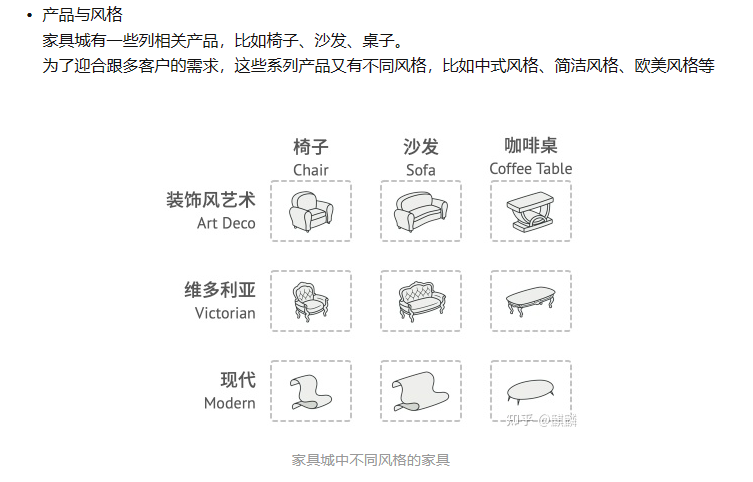 产品与风格
家具城有一些列相关产品，比如椅子、沙发、桌子。
为了迎合跟多客户的需求，这些系列产品又有不同风格，比如中式风格、简洁风格、欧美风格等
椅子 沙发 咖啡桌
Chair Sofa Coffee Table
装饰风艺术
Art Deco
维多利亚
Victorian
现代
Modern
知乎 @麒麟
家具城中不同风格的家具